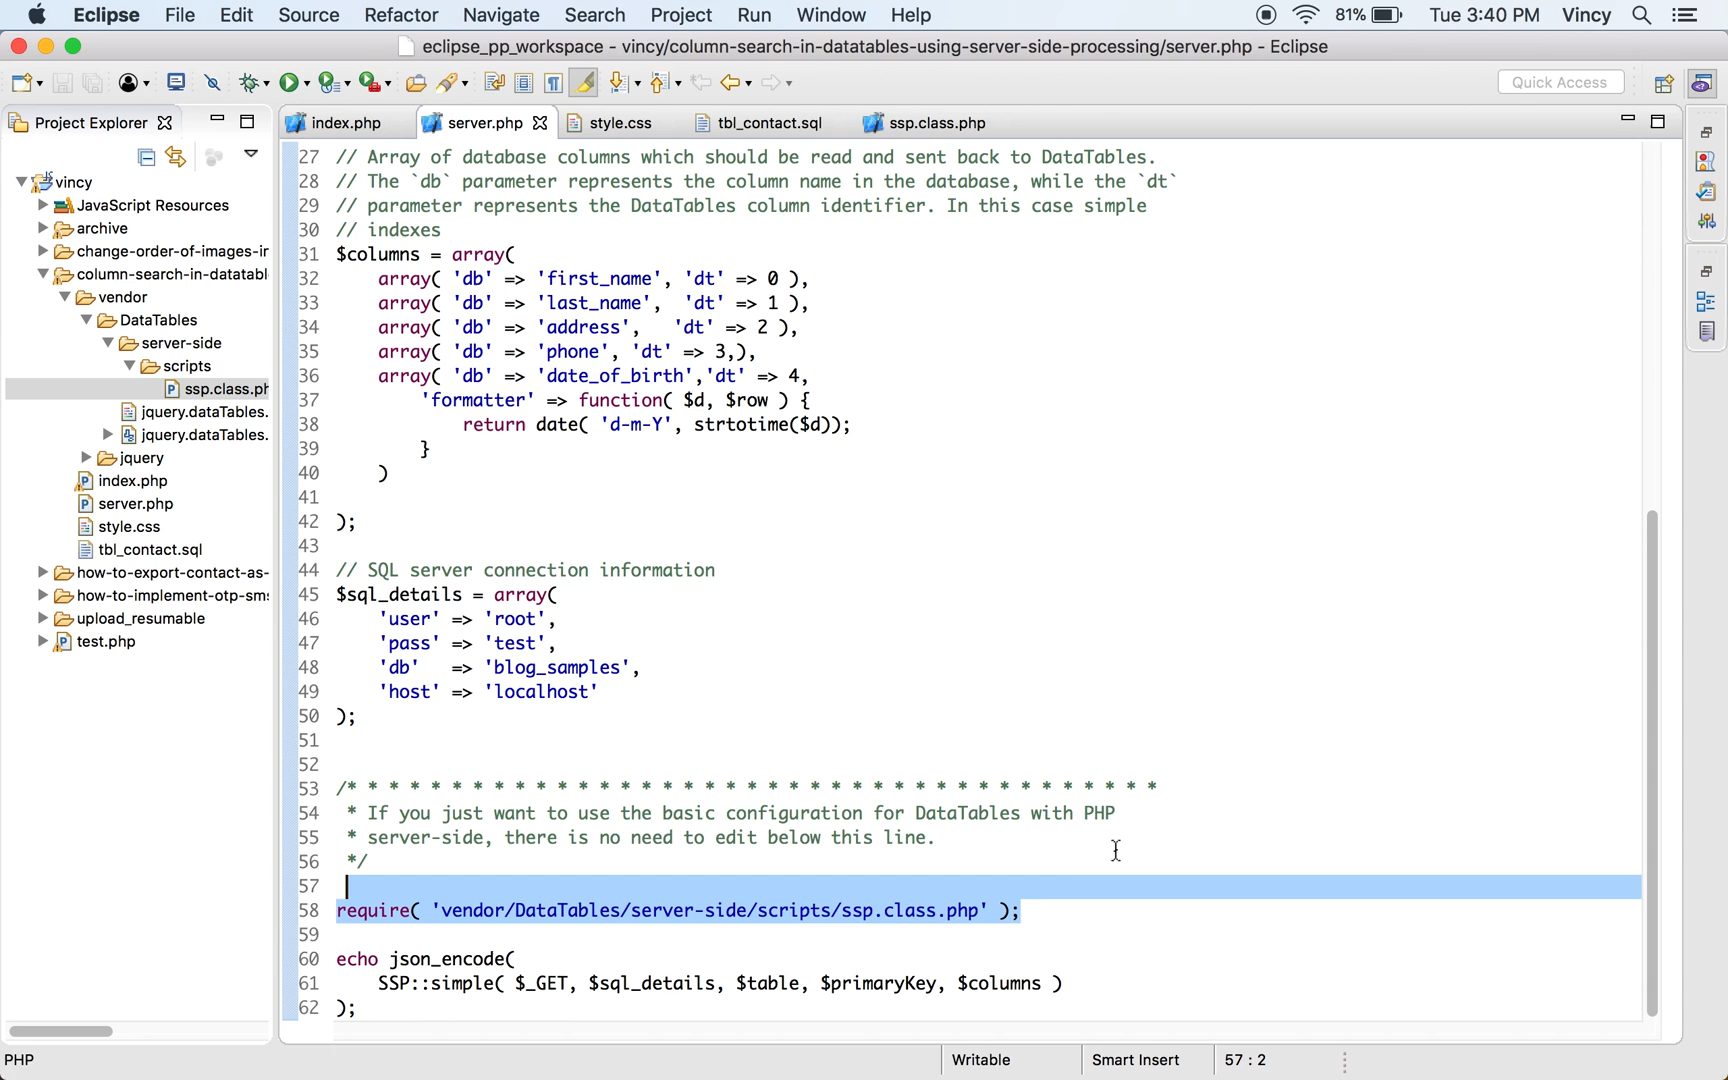 Eclipse File Edit Source Refactor Navigate Search Project Run Window Help 81% Tue 3:40 PM Vincy
eclipse_pp_workspace - vincy/column-search-in-datatables-using-server-side-processing/server.php - Eclipse
Quick Access
Project Explorer
index.php server.php style.css tbl_contact.sql ssp.class.php
vincy
JavaScript Resources
archive
change-order-of-images-ir
column-search-in-datatabl
vendor
DataTables
server-side
scripts
ssp.class.ph
jquery.dataTables.
jquery.dataTables.
jquery
index.php
server.php
style.css
tbl_contact.sql
how-to-export-contact-as-
how-to-implement-otp-sms
upload_resumable
test.php
27 // Array of database columns which should be read and sent back to DataTables.
28 // The `db` parameter represents the column name in the database, while the `dt`
29 // parameter represents the DataTables column identifier. In this case simple
30 // indexes
31 $columns = array(
32 array( 'db' => 'first_name', 'dt' => 0 ),
33 array( 'db' => 'last_name', 'dt' => 1 ),
34 array( 'db' => 'address', 'dt' => 2 ),
35 array( 'db' => 'phone', 'dt' => 3,),
36 array( 'db' => 'date_of_birth','dt' => 4,
37 'formatter' => function( $d, $row ) {
38 return date( 'd-m-Y', strtotime($d));
39 }
40 )
41
42 );
43
44 // SQL server connection information
45 $sql_details = array(
46 'user' => 'root',
47 'pass' => 'test',
48 'db' => 'blog_samples',
49 'host' => 'localhost'
50 );
51
52
53 /* * * * * * * * * * * * * * * * * * * * * * * * * * * * * * * * * * * * * * *
54 * If you just want to use the basic configuration for DataTables with PHP
55 * server-side, there is no need to edit below this line.
56 */
57
58 require( 'vendor/DataTables/server-side/scripts/ssp.class.php' );
59
60 echo json_encode(
61 SSP::simple( $_GET, $sql_details, $table, $primaryKey, $columns )
62 );
PHP Writable Smart Insert 57 : 2